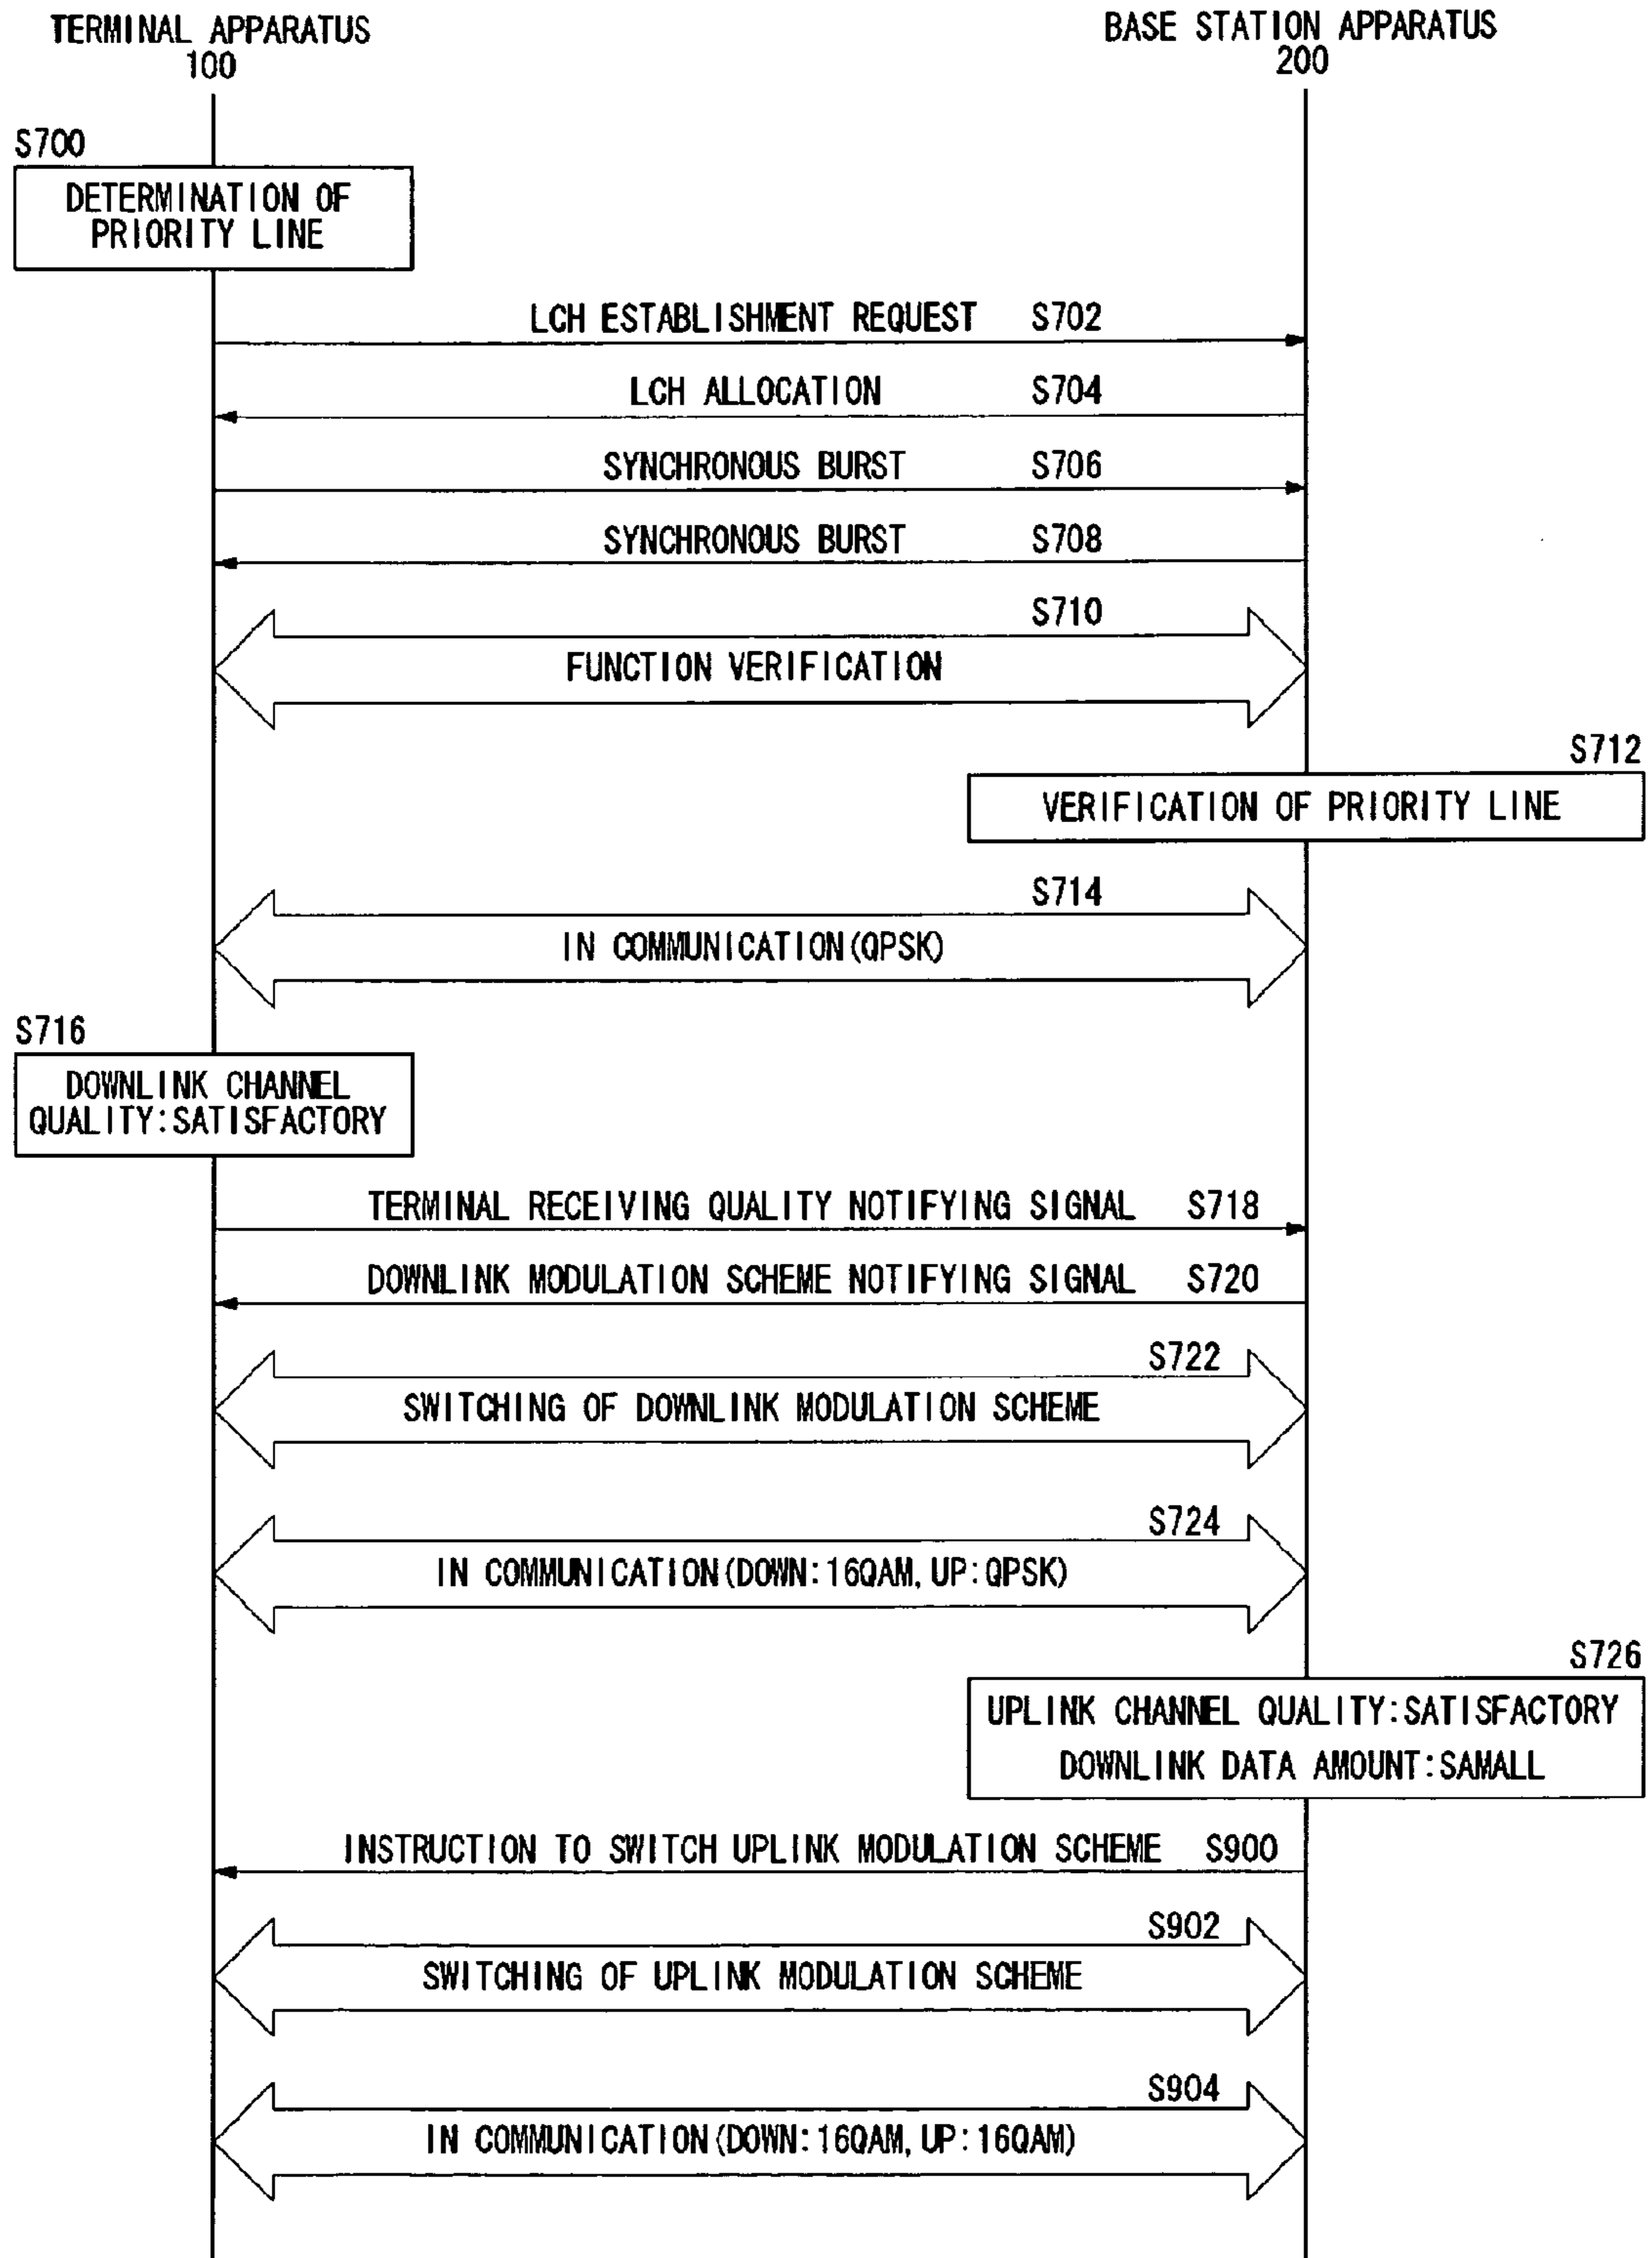 TERMINAL APPARATUS
100
BASE STATION APPARATUS
200
S700
DETERMINATION OF
PRIORITY LINE
LCH ESTABLISHMENT REQUEST S702
LCH ALLOCATION S704
SYNCHRONOUS BURST S706
SYNCHRONOUS BURST S708
S710
FUNCTION VERIFICATION
S712
VERIFICATION OF PRIORITY LINE
S714
IN COMMUNICATION(QPSK)
S716
DOWNLINK CHANNEL
QUALITY:SATISFACTORY
TERMINAL RECEIVING QUALITY NOTIFYING SIGNAL S718
DOWNLINK MODULATION SCHEME NOTIFYING SIGNAL S720
S722
SWITCHING OF DOWNLINK MODULATION SCHEME
S724
IN COMMUNICATION(DOWN:16QAM, UP:QPSK)
S726
UPLINK CHANNEL QUALITY:SATISFACTORY
DOWNLINK DATA AMOUNT:SAMALL
INSTRUCTION TO SWITCH UPLINK MODULATION SCHEME S900
S902
SWITCHING OF UPLINK MODULATION SCHEME
S904
IN COMMUNICATION(DOWN:16QAM, UP:16QAM)